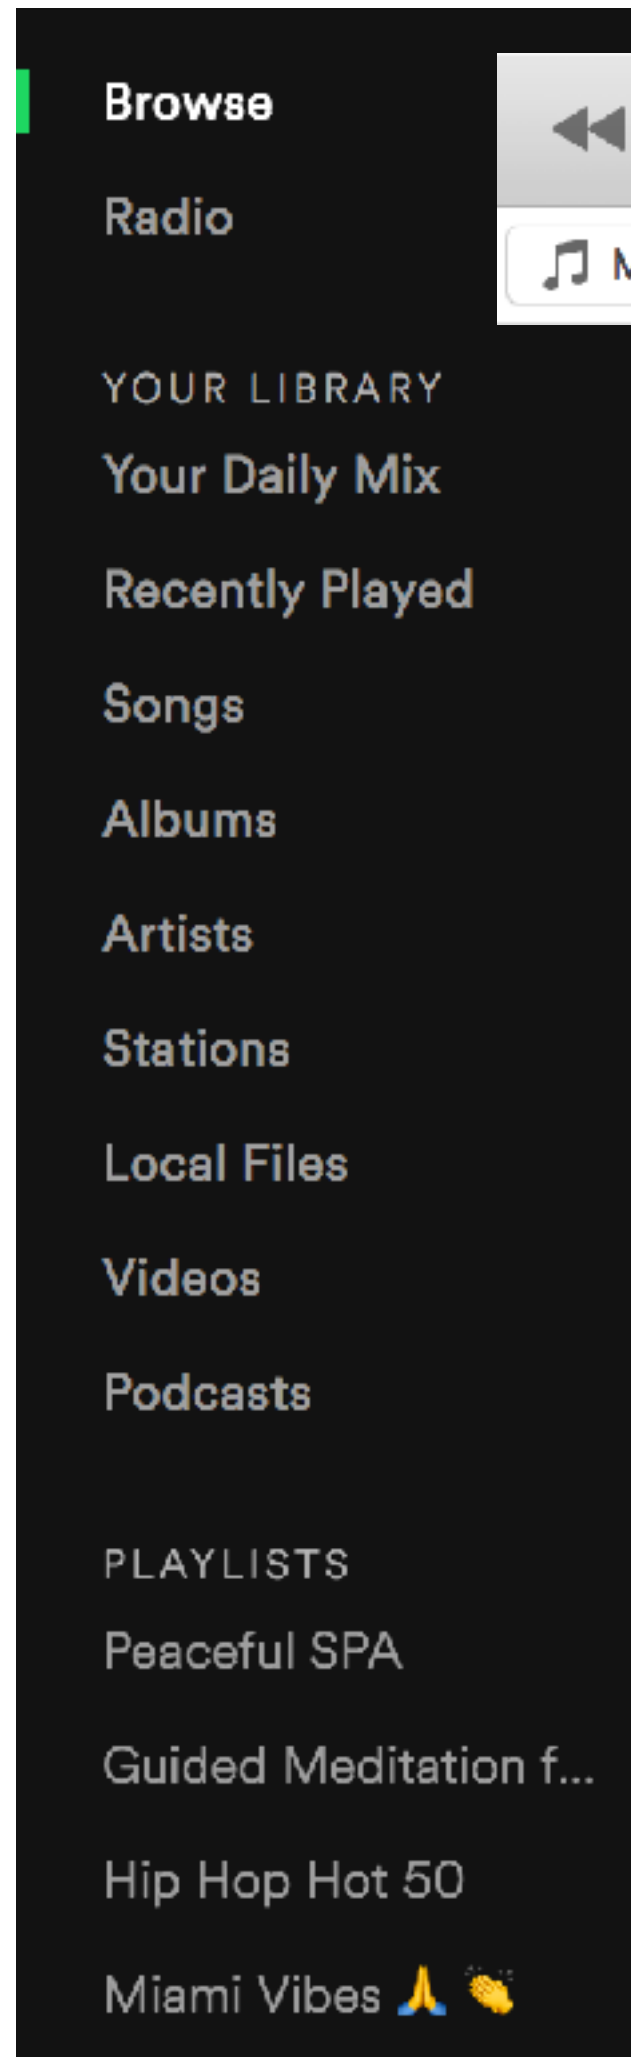 Browse
Radio
YOUR LIBRARY
Your Daily Mix
Recently Played
Songs
Albums
Artists
Stations
Local Files
Videos
Podcasts
PLAYLISTS
Peaceful SPA
Guided Meditation f...
Hip Hop Hot 50
Miami Vibes 🙏 👏